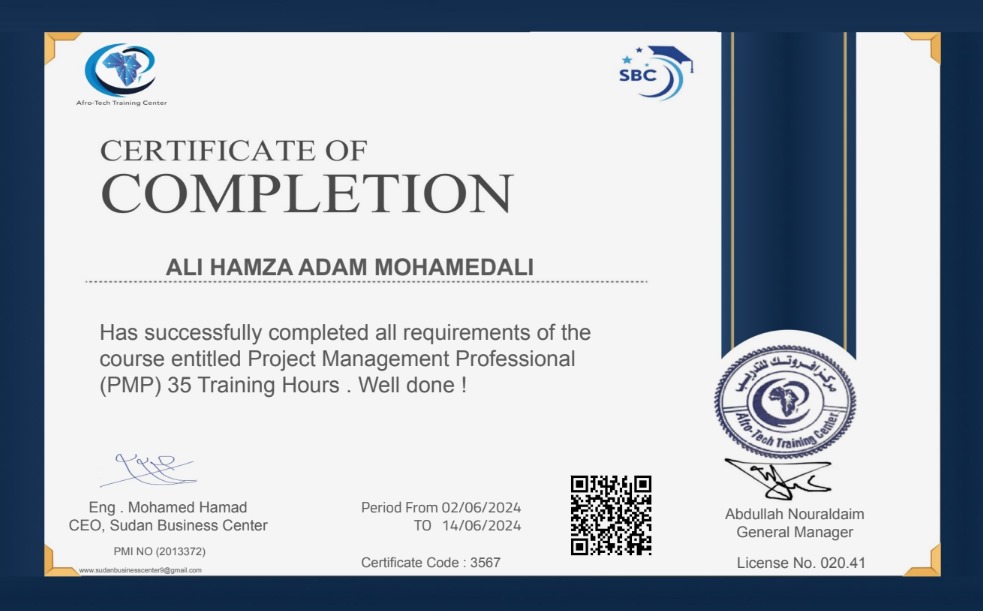 Afro-Tech Training Center
SBC
CERTIFICATE OF
COMPLETION
ALI HAMZA ADAM MOHAMEDALI
Has successfully completed all requirements of the
course entitled Project Management Professional
(PMP) 35 Training Hours . Well done !
مركز افروتك للتدريب
Afro-Tech Training Center
Eng . Mohamed Hamad
CEO, Sudan Business Center
PMI NO (2013372)
www.sudanbusinesscenter9@gmail.com
Period From 02/06/2024
TO 14/06/2024
Certificate Code : 3567
Abdullah Nouraldaim
General Manager
License No. 020.41